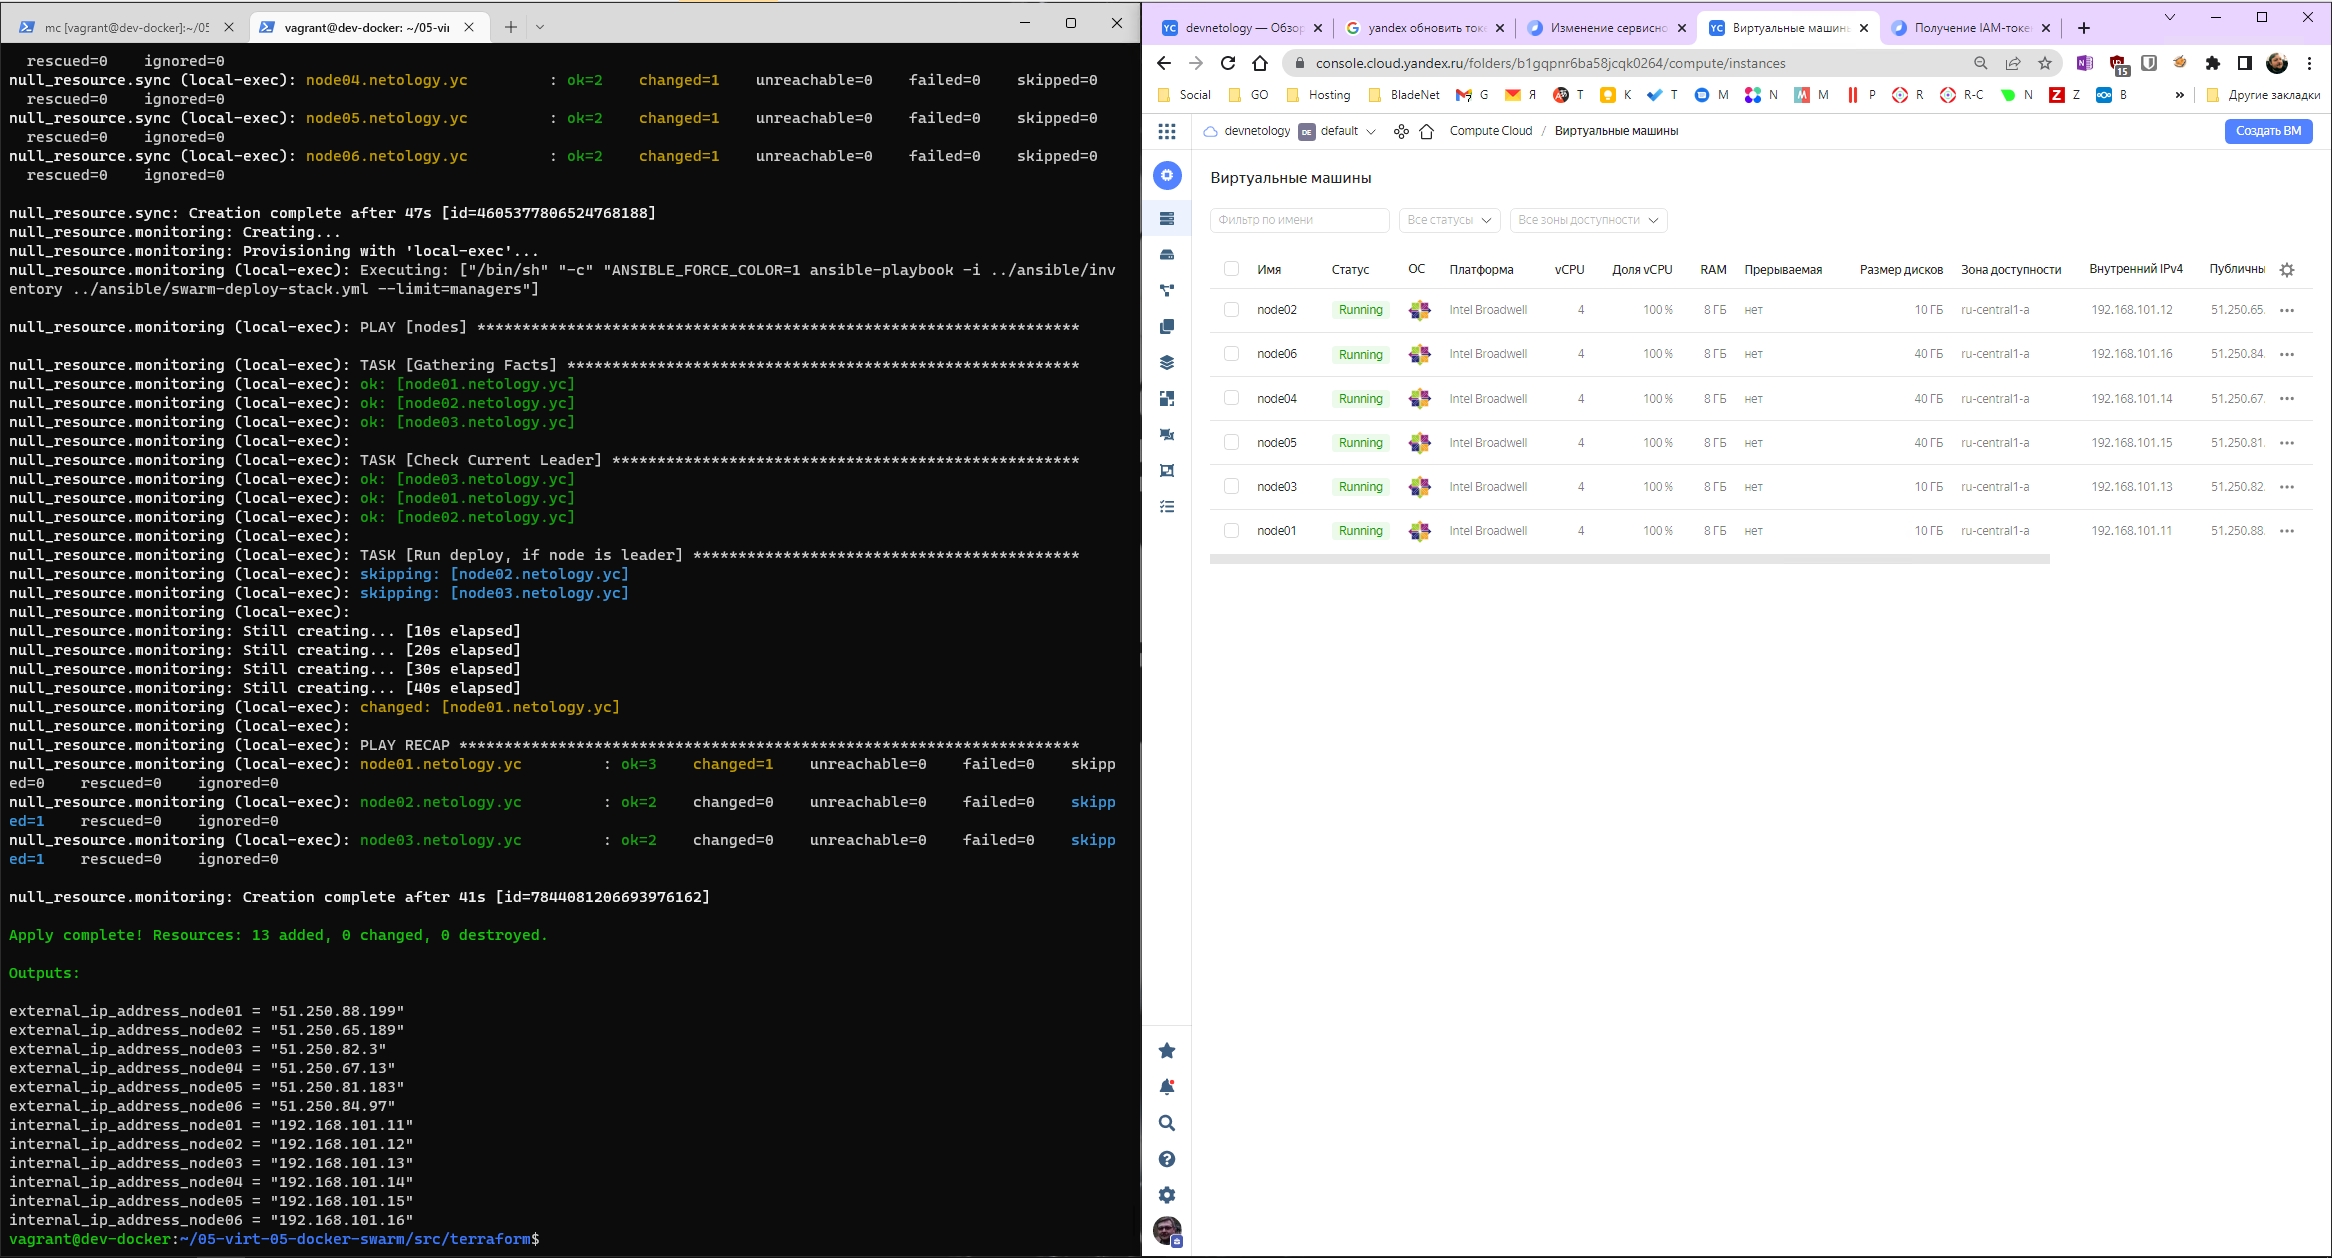 mc [vagrant@dev-docker]:~/05
vagrant@dev-docker: ~/05-vir
rescued=0    ignored=0
null_resource.sync (local-exec): node04.netology.yc         : ok=2    changed=1    unreachable=0    failed=0    skipped=0
rescued=0    ignored=0
null_resource.sync (local-exec): node05.netology.yc         : ok=2    changed=1    unreachable=0    failed=0    skipped=0
rescued=0    ignored=0
null_resource.sync (local-exec): node06.netology.yc         : ok=2    changed=1    unreachable=0    failed=0    skipped=0
rescued=0    ignored=0
null_resource.sync: Creation complete after 47s [id=4605377806524768188]
null_resource.monitoring: Creating...
null_resource.monitoring: Provisioning with 'local-exec'...
null_resource.monitoring (local-exec): Executing: ["/bin/sh" "-c" "ANSIBLE_FORCE_COLOR=1 ansible-playbook -i ../ansible/inv
entory ../ansible/swarm-deploy-stack.yml --limit=managers"]
null_resource.monitoring (local-exec): PLAY [nodes] *******************************************************************
null_resource.monitoring (local-exec): TASK [Gathering Facts] *********************************************************
null_resource.monitoring (local-exec): ok: [node01.netology.yc]
null_resource.monitoring (local-exec): ok: [node02.netology.yc]
null_resource.monitoring (local-exec): ok: [node03.netology.yc]
null_resource.monitoring (local-exec):
null_resource.monitoring (local-exec): TASK [Check Current Leader] ****************************************************
null_resource.monitoring (local-exec): ok: [node03.netology.yc]
null_resource.monitoring (local-exec): ok: [node01.netology.yc]
null_resource.monitoring (local-exec): ok: [node02.netology.yc]
null_resource.monitoring (local-exec):
null_resource.monitoring (local-exec): TASK [Run deploy, if node is leader] *******************************************
null_resource.monitoring (local-exec): skipping: [node02.netology.yc]
null_resource.monitoring (local-exec): skipping: [node03.netology.yc]
null_resource.monitoring (local-exec):
null_resource.monitoring: Still creating... [10s elapsed]
null_resource.monitoring: Still creating... [20s elapsed]
null_resource.monitoring: Still creating... [30s elapsed]
null_resource.monitoring: Still creating... [40s elapsed]
null_resource.monitoring (local-exec): changed: [node01.netology.yc]
null_resource.monitoring (local-exec):
null_resource.monitoring (local-exec): PLAY RECAP *********************************************************************
null_resource.monitoring (local-exec): node01.netology.yc         : ok=3    changed=1    unreachable=0    failed=0    skipp
ed=0    rescued=0    ignored=0
null_resource.monitoring (local-exec): node02.netology.yc         : ok=2    changed=0    unreachable=0    failed=0    skipp
ed=1    rescued=0    ignored=0
null_resource.monitoring (local-exec): node03.netology.yc         : ok=2    changed=0    unreachable=0    failed=0    skipp
ed=1    rescued=0    ignored=0
null_resource.monitoring: Creation complete after 41s [id=7844081206693976162]
Apply complete! Resources: 13 added, 0 changed, 0 destroyed.
Outputs:
external_ip_address_node01 = "51.250.88.199"
external_ip_address_node02 = "51.250.65.189"
external_ip_address_node03 = "51.250.82.3"
external_ip_address_node04 = "51.250.67.13"
external_ip_address_node05 = "51.250.81.183"
external_ip_address_node06 = "51.250.84.97"
internal_ip_address_node01 = "192.168.101.11"
internal_ip_address_node02 = "192.168.101.12"
internal_ip_address_node03 = "192.168.101.13"
internal_ip_address_node04 = "192.168.101.14"
internal_ip_address_node05 = "192.168.101.15"
internal_ip_address_node06 = "192.168.101.16"
vagrant@dev-docker:~/05-virt-05-docker-swarm/src/terraform$
YC devnetology — Обзор
yandex обновить токе
Изменение сервисно
YC Виртуальные машин
Получение IAM-токе
console.cloud.yandex.ru/folders/b1gqpnr6ba58jcqk0264/compute/instances
15
Social GO Hosting BladeNet G Я T K T M N M P R R-C N Z B » Другие закладки
devnetology DE default Compute Cloud / Виртуальные машины Создать ВМ
Виртуальные машины
Фильтр по имени Все статусы Все зоны доступности
Имя Статус ОС Платформа vCPU Доля vCPU RAM Прерываемая Размер дисков Зона доступности Внутренний IPv4 Публичны
node02 Running Intel Broadwell 4 100 % 8 ГБ нет 10 ГБ ru-central1-a 192.168.101.12 51.250.65.
node06 Running Intel Broadwell 4 100 % 8 ГБ нет 40 ГБ ru-central1-a 192.168.101.16 51.250.84.
node04 Running Intel Broadwell 4 100 % 8 ГБ нет 40 ГБ ru-central1-a 192.168.101.14 51.250.67.
node05 Running Intel Broadwell 4 100 % 8 ГБ нет 40 ГБ ru-central1-a 192.168.101.15 51.250.81.
node03 Running Intel Broadwell 4 100 % 8 ГБ нет 10 ГБ ru-central1-a 192.168.101.13 51.250.82.
node01 Running Intel Broadwell 4 100 % 8 ГБ нет 10 ГБ ru-central1-a 192.168.101.11 51.250.88.